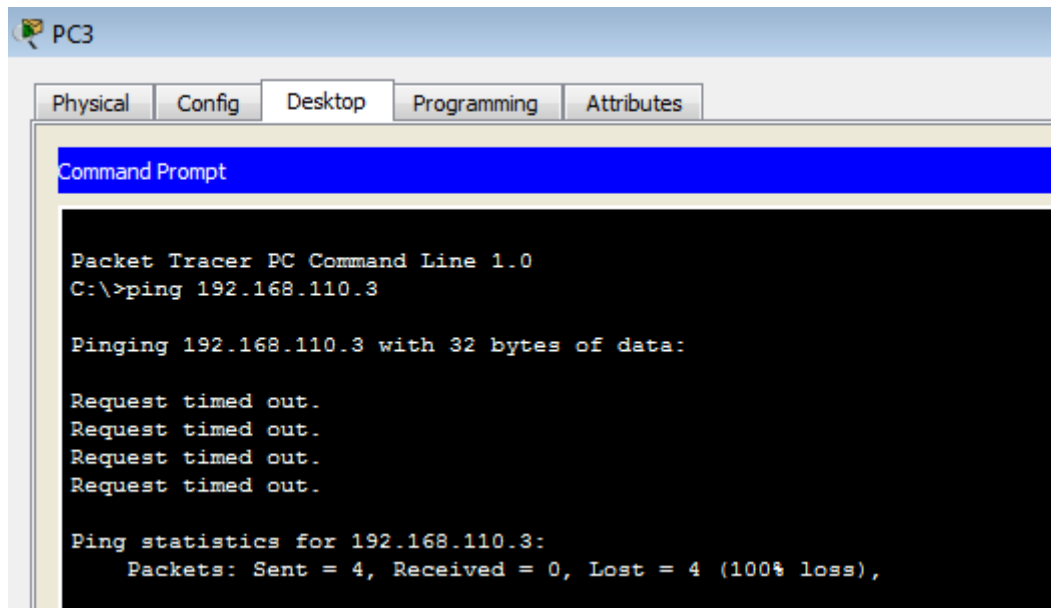 PC3
Physical Config Desktop Programming Attributes
Command Prompt
Packet Tracer PC Command Line 1.0
C:\>ping 192.168.110.3
Pinging 192.168.110.3 with 32 bytes of data:
Request timed out.
Request timed out.
Request timed out.
Request timed out.
Ping statistics for 192.168.110.3:
Packets: Sent = 4, Received = 0, Lost = 4 (100% loss),